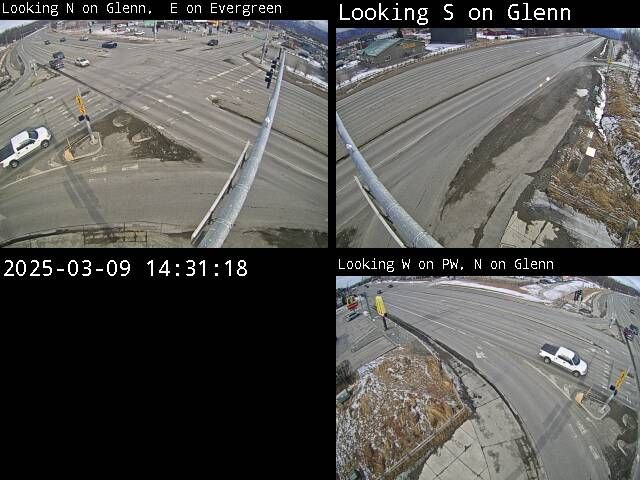 Looking N on Glenn,  E on Evergreen
Looking S on Glenn
2025-03-09 14:31:18
Looking W on PW, N on Glenn